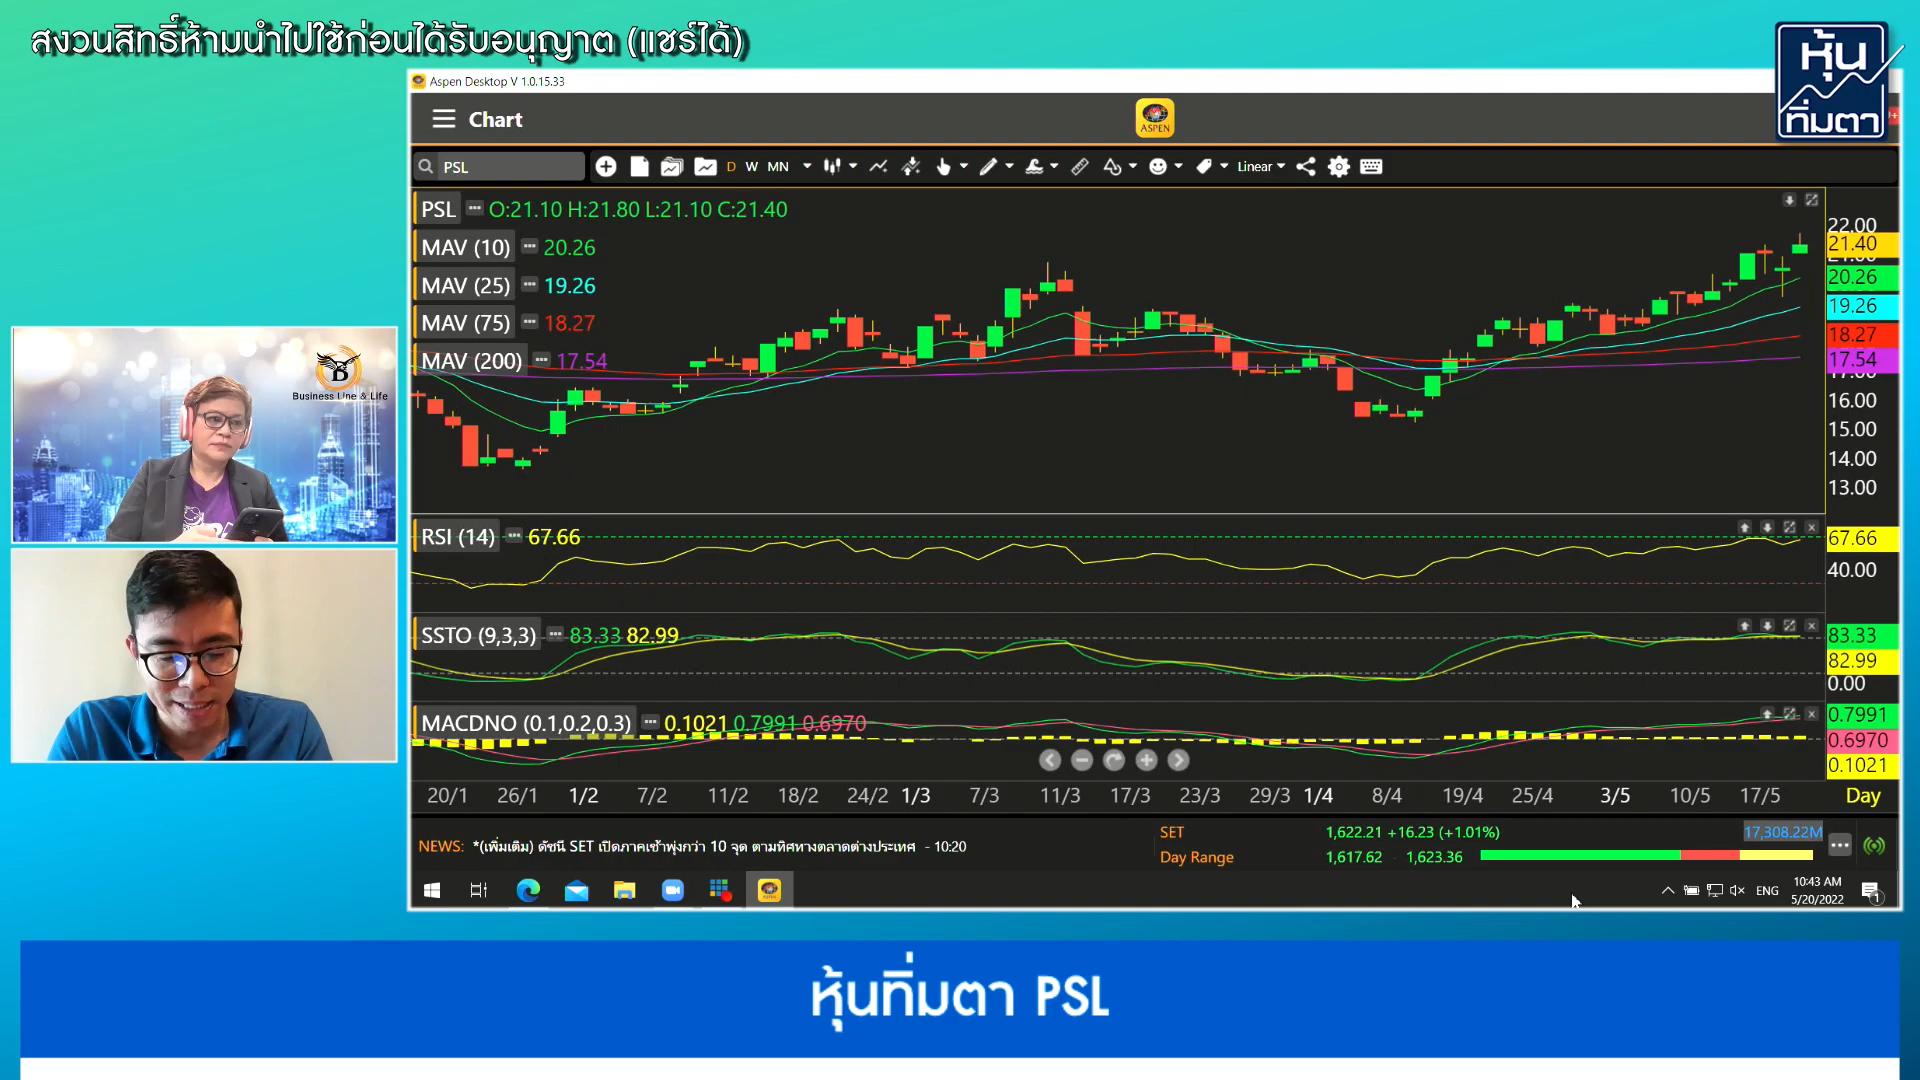 สงวนสิทธิ์ห้ามนำไปใช้ก่อนได้รับอนุญาต (แชร์ได้)
หุ้น
ทิ่มตา
Aspen Desktop V 1.0.15.33
Chart
ASPEN
PSL
D W MN
Linear
PSL O:21.10 H:21.80 L:21.10 C:21.40
MAV (10) 20.26
MAV (25) 19.26
MAV (75) 18.27
MAV (200) 17.54
22.00
21.40
20.26
19.26
18.27
17.54
16.00
15.00
14.00
13.00
B
Business Line & Life
RSI (14) 67.66
67.66
40.00
SSTO (9,3,3) 83.33 82.99
83.33
82.99
0.00
MACDNO (0.1,0.2,0.3) 0.1021 0.7991 0.6970
0.7991
0.6970
0.1021
20/1 26/1 1/2 7/2 11/2 18/2 24/2 1/3 7/3 11/3 17/3 23/3 29/3 1/4 8/4 19/4 25/4 3/5 10/5 17/5 Day
NEWS: *(เพิ่มเติม) ดัชนี SET เปิดภาคเช้าพุ่งกว่า 10 จุด ตามทิศทางตลาดต่างประเทศ - 10:20
SET 1,622.21 +16.23 (+1.01%) 17,308.22M
Day Range 1,617.62 - 1,623.36
ENG
10:43 AM
5/20/2022
1
หุ้นทิ่มตา PSL